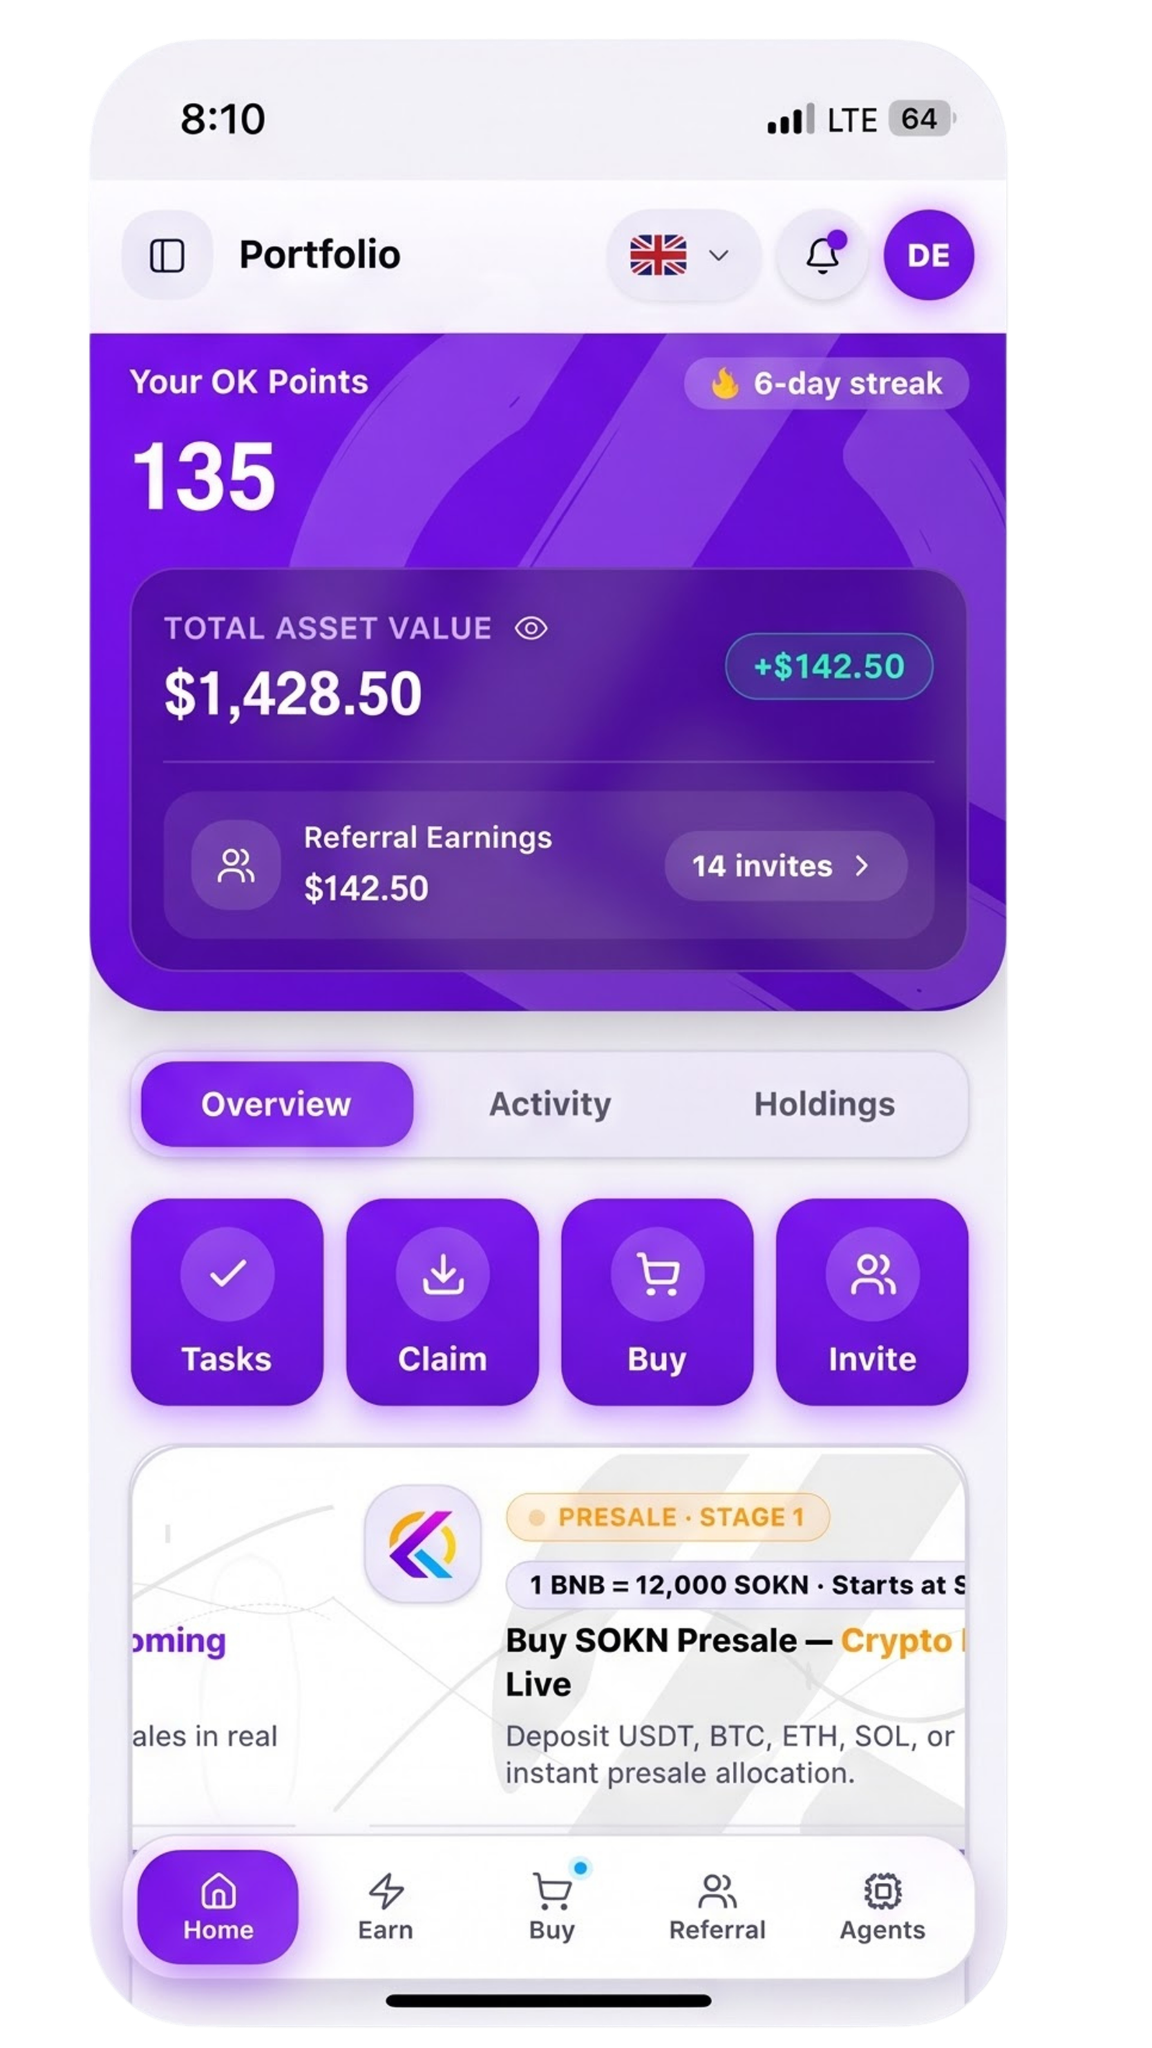 8:10
LTE 64
Portfolio
DE
Your OK Points
6-day streak
135
TOTAL ASSET VALUE
$1,428.50
+$142.50
Referral Earnings
$142.50
14 invites
Overview
Activity
Holdings
Tasks
Claim
Buy
Invite
PRESALE · STAGE 1
1 BNB = 12,000 SOKN · Starts at
oming
Buy SOKN Presale — Crypto
Live
ales in real
Deposit USDT, BTC, ETH, SOL, or
instant presale allocation.
Home
Earn
Buy
Referral
Agents